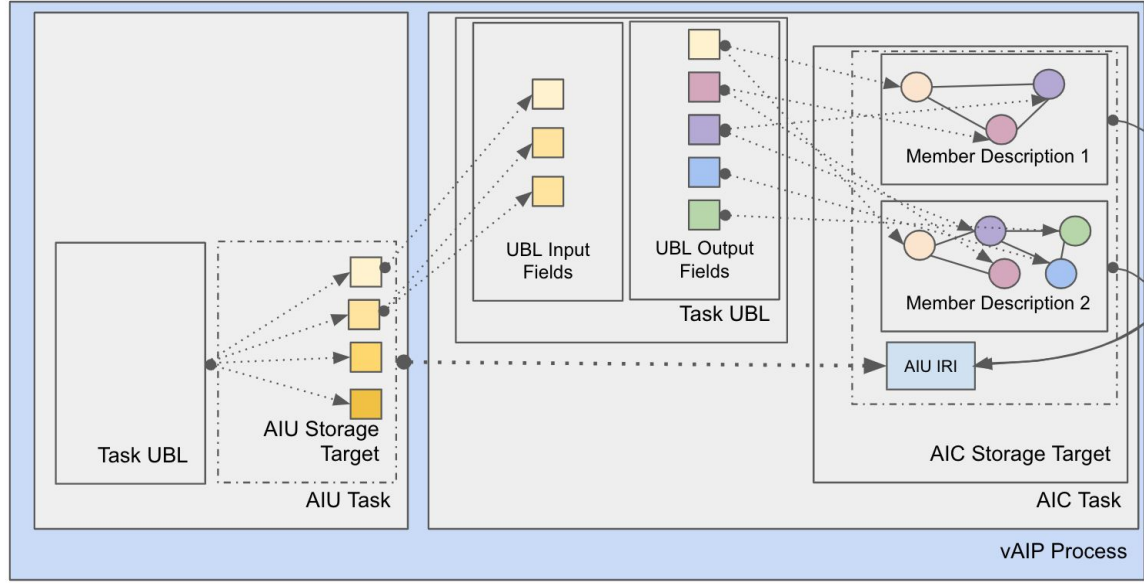 Member Description 1
UBL Input
Fields
UBL Output
Fields
Task UBL
Member Description 2
AIU IRI
AIU Storage
Target
Task UBL
AIC Storage Target
AIU Task
AIC Task
vAIP Process